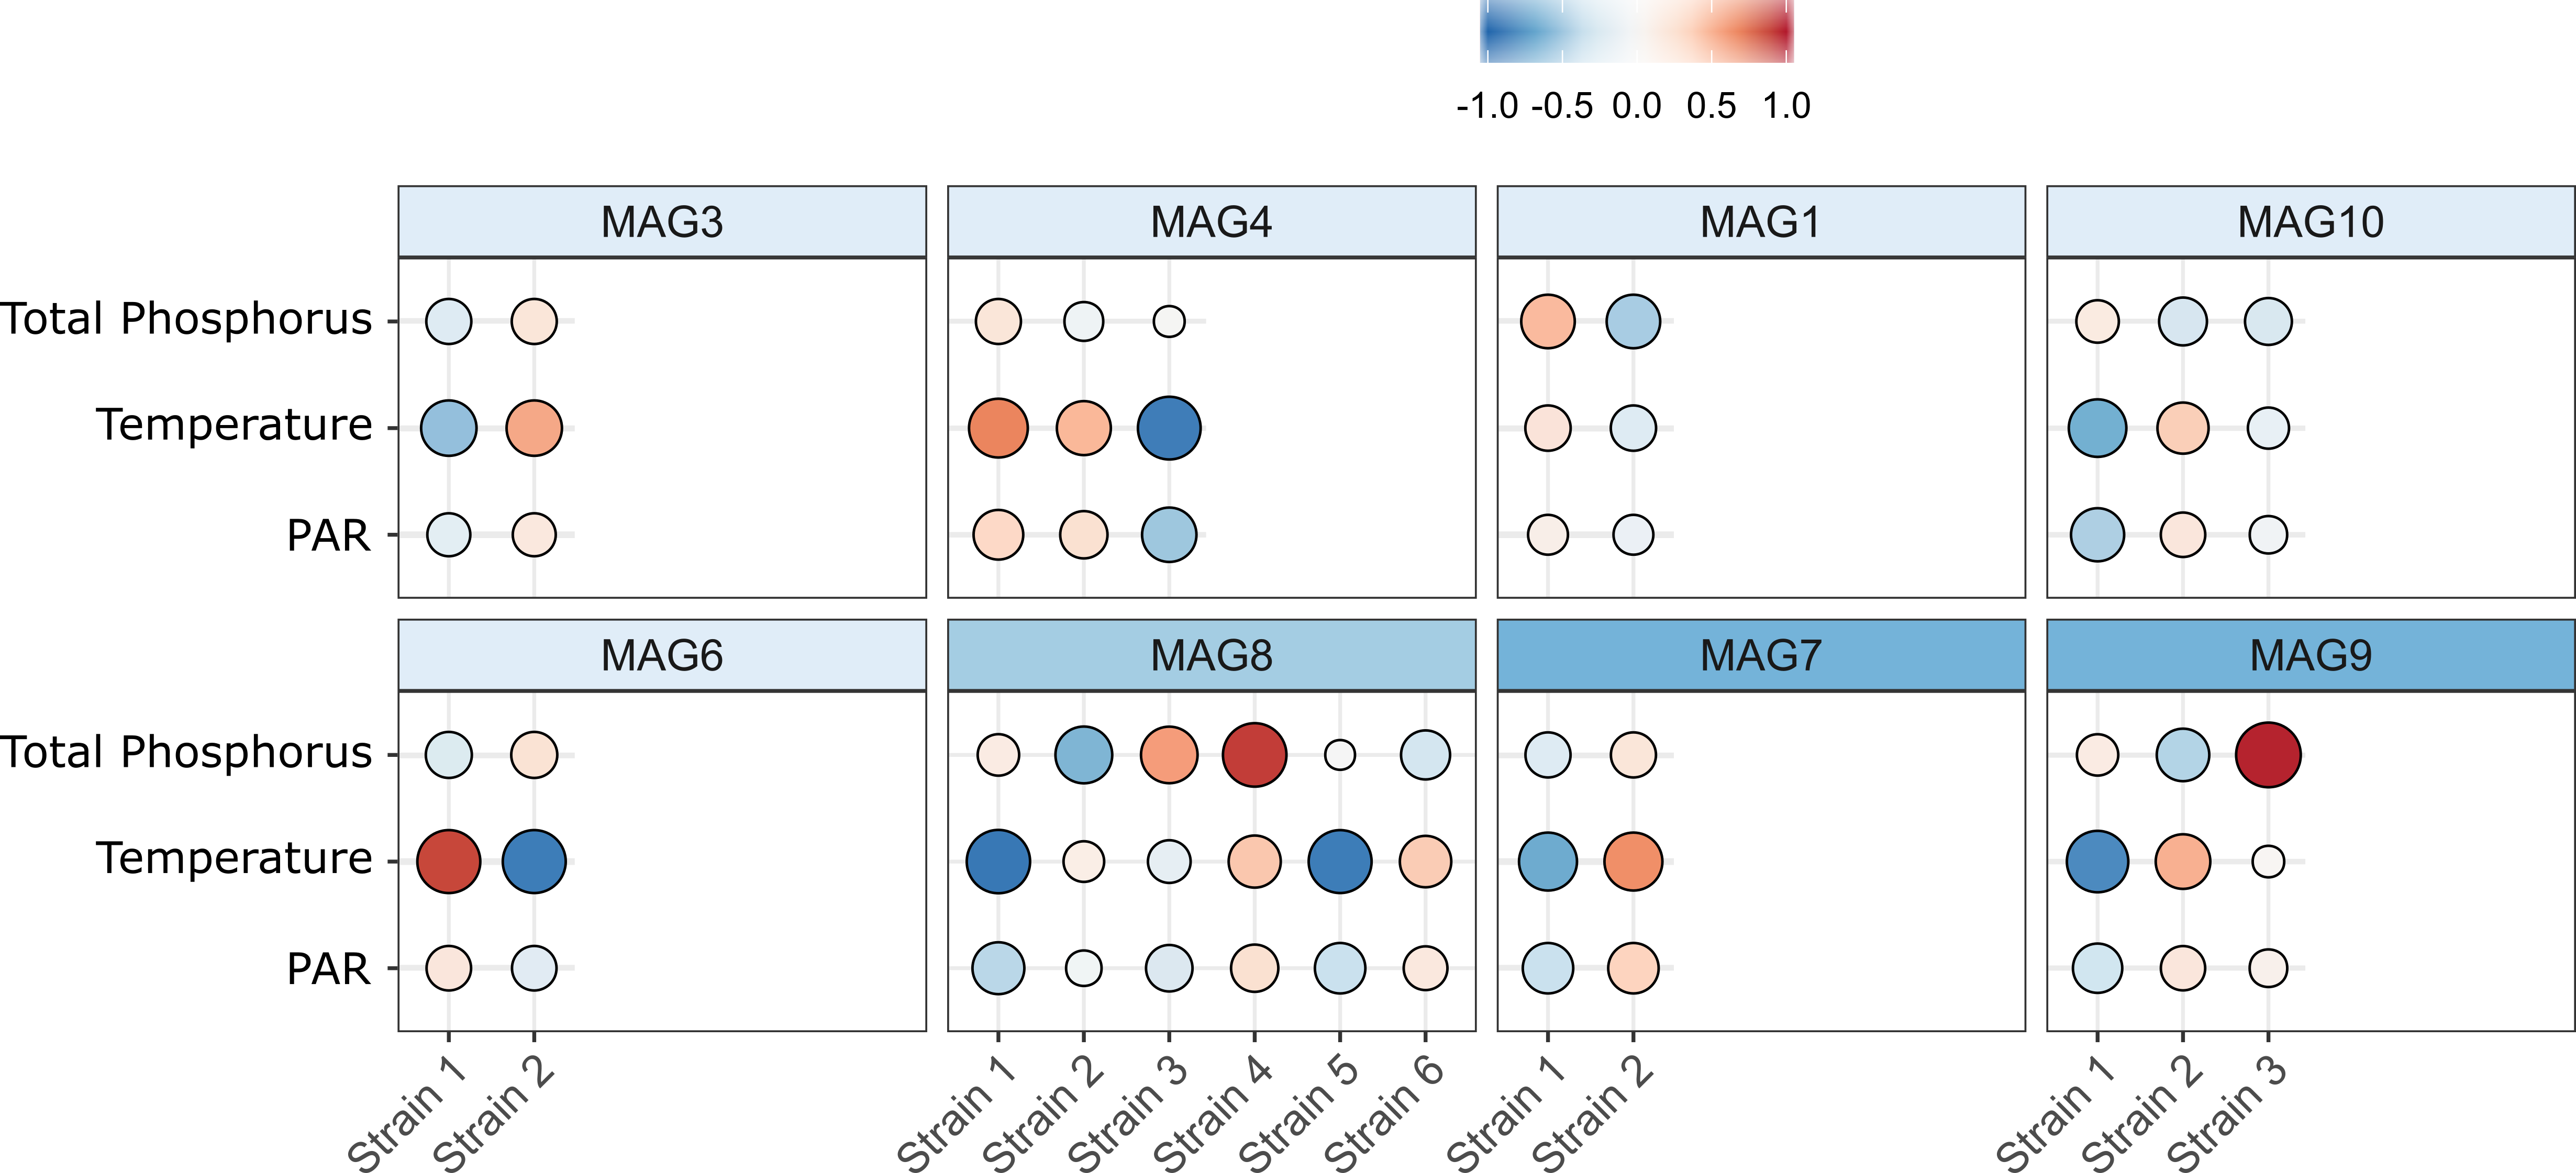 -1.0 -0.5 0.0 0.5 1.0
MAG3 MAG4 MAG1 MAG10
Total Phosphorus
Temperature
PAR
MAG6 MAG8 MAG7 MAG9
Total Phosphorus
Temperature
PAR
Strain 1 Strain 2 Strain 1 Strain 2 Strain 3 Strain 4 Strain 5 Strain 6 Strain 1 Strain 2 Strain 1 Strain 2 Strain 3